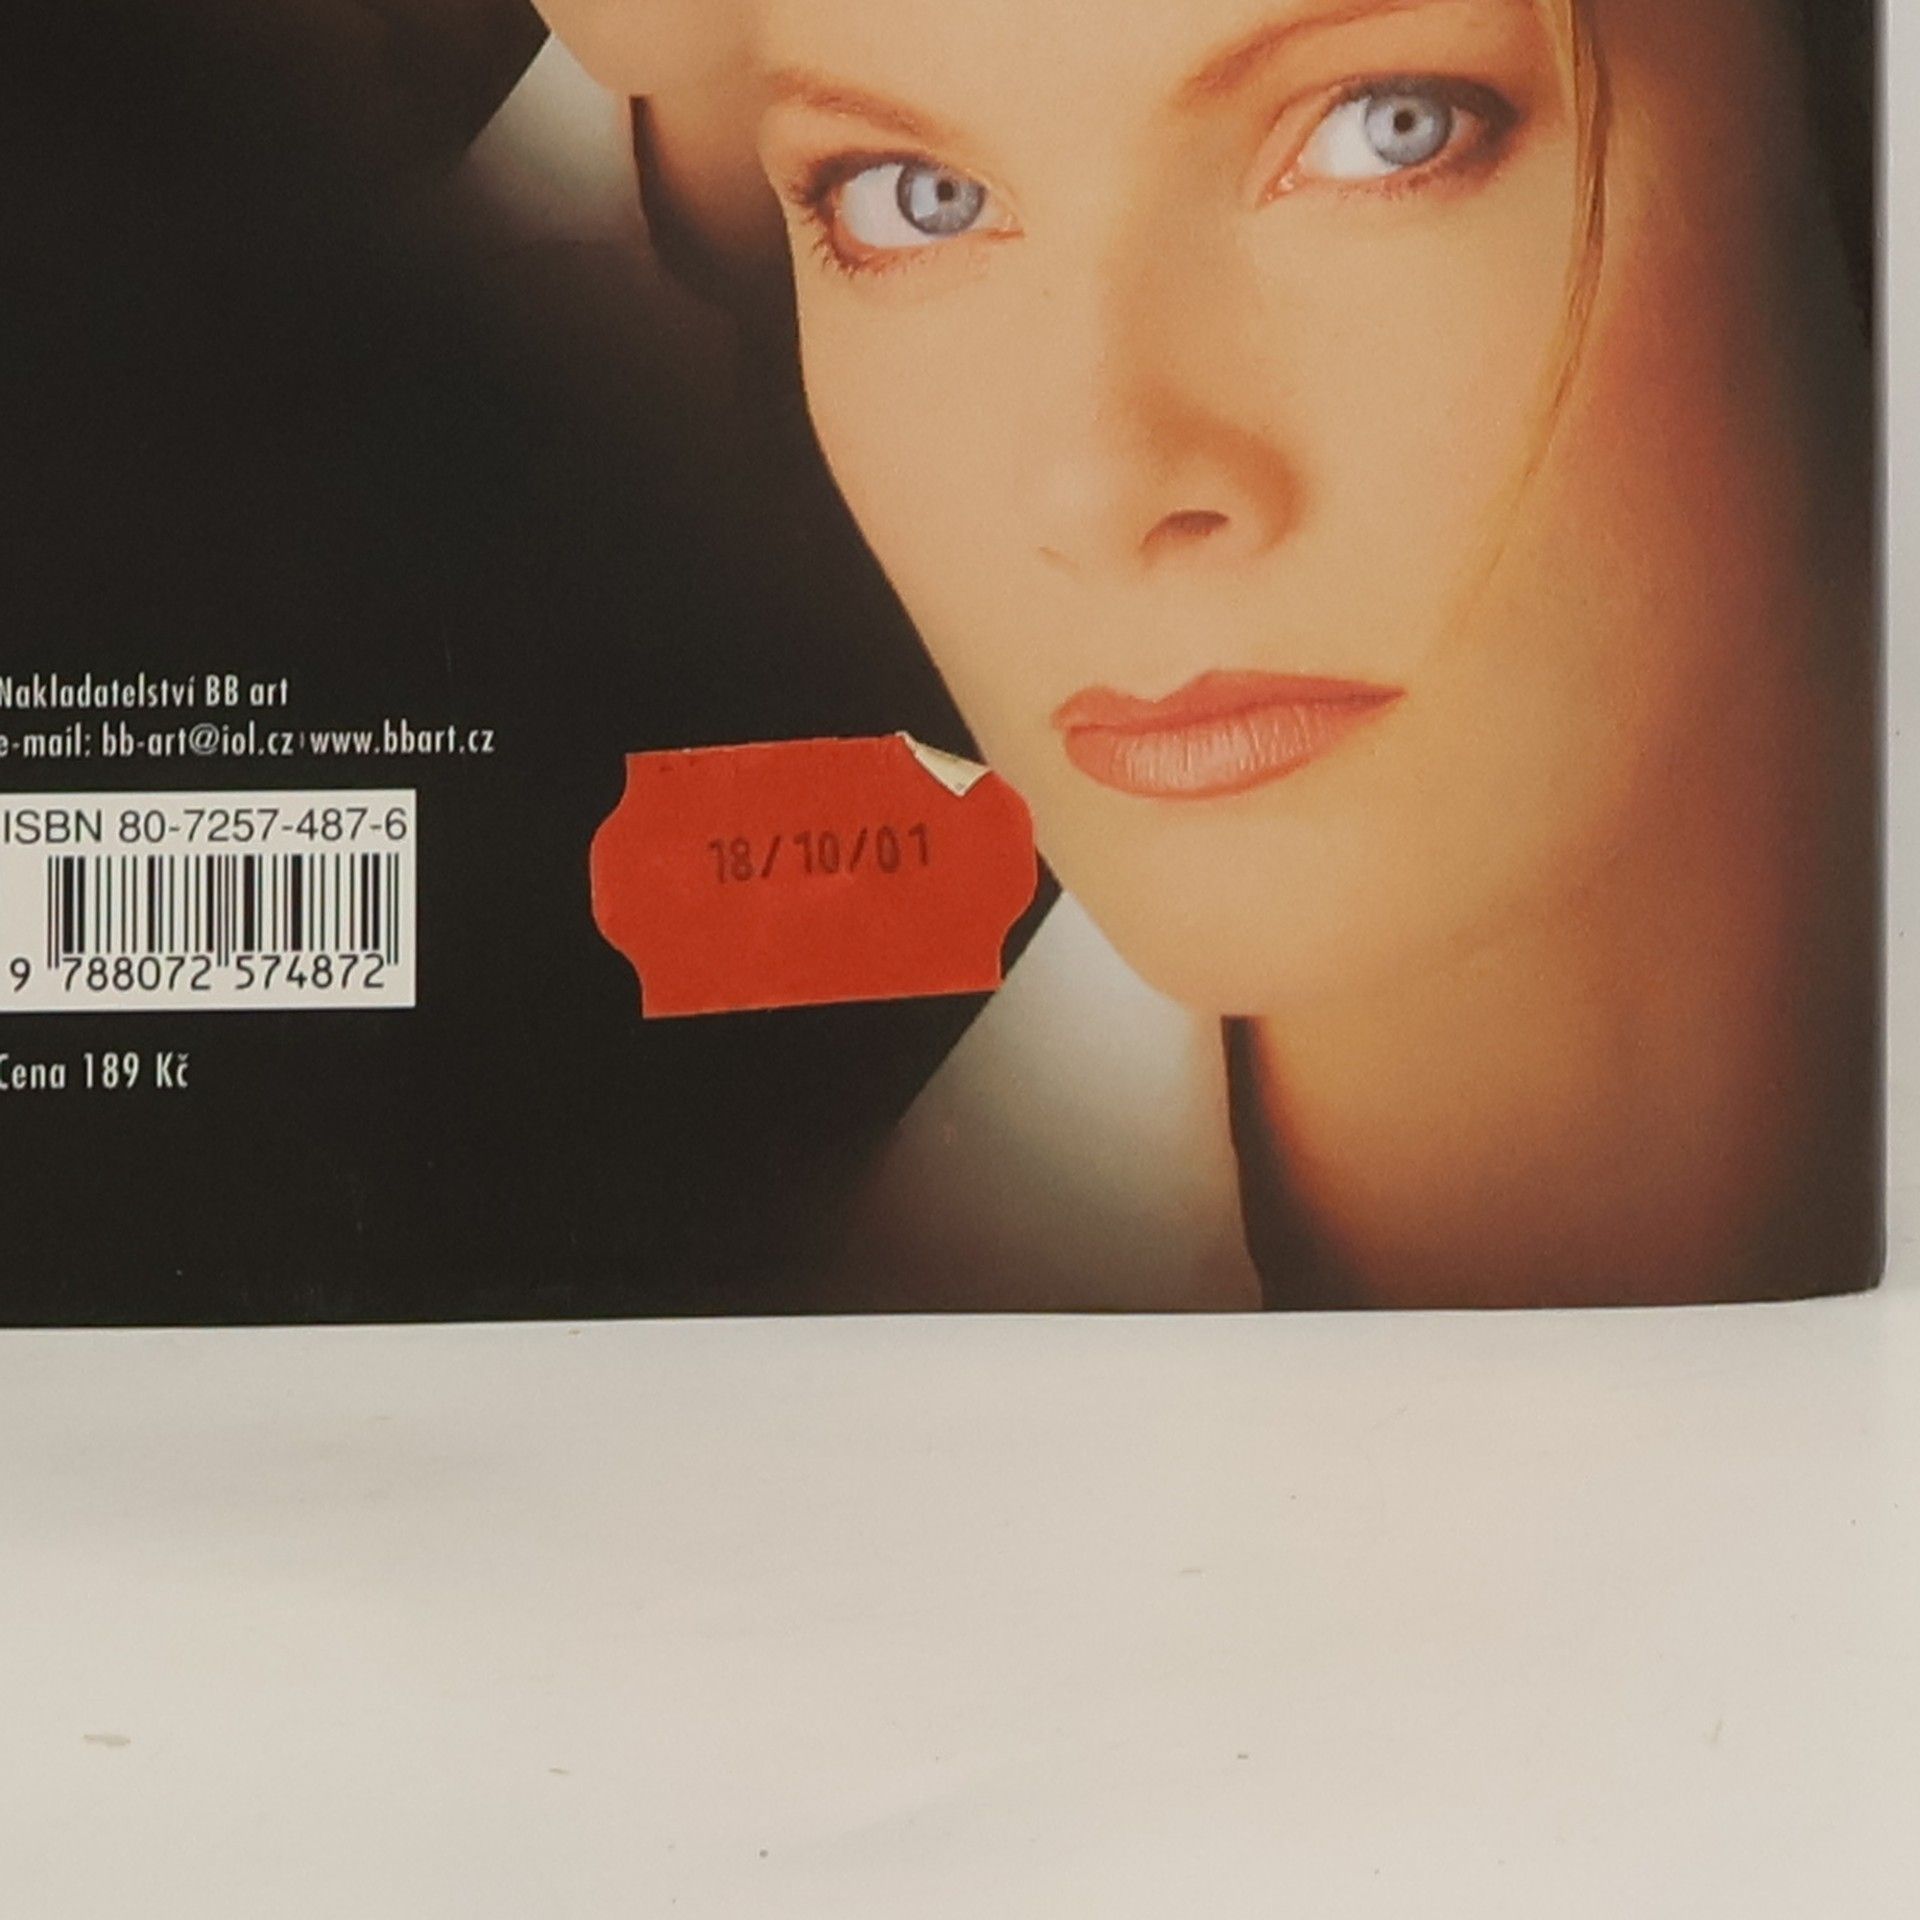 Nakladatelství BB art
e-mail: bb-art@iol.cz www.bbart.cz
ISBN 80-7257-487-6
9 788072 574872
Cena 189 Kč
18/10/01